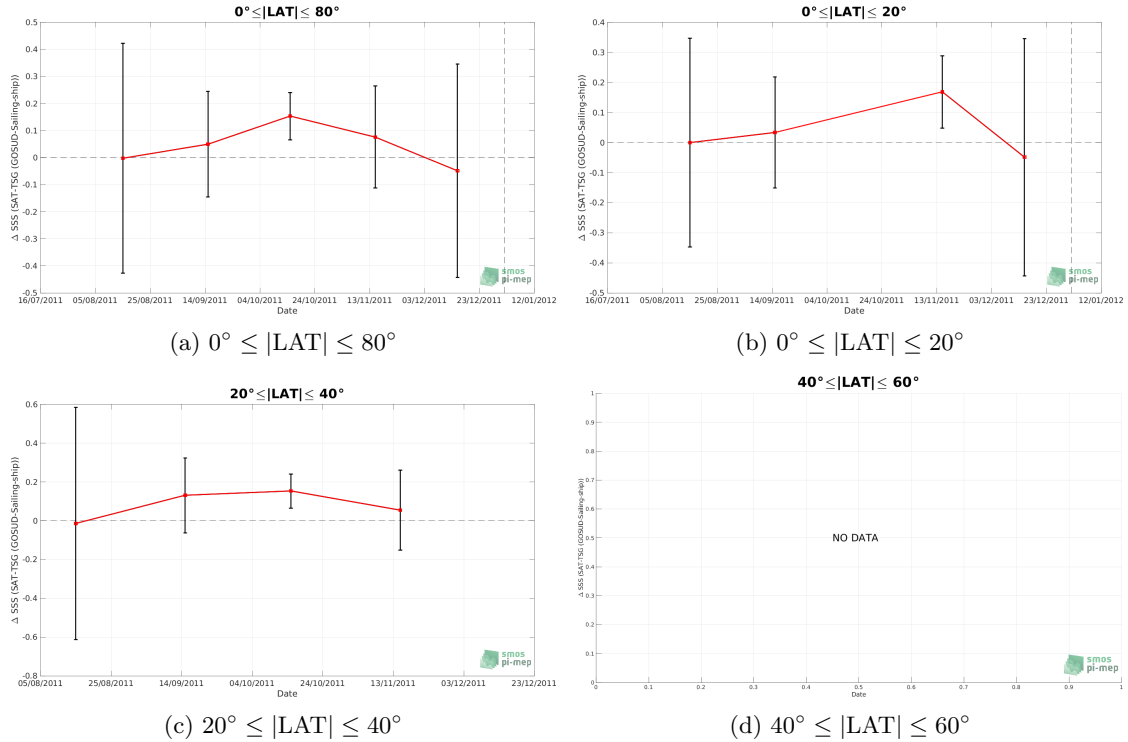 0°≤|LAT|≤ 80°
Δ SSS (SAT-TSG (GOSUD-Sailing-ship))
0.5
0.4
0.3
0.2
0.1
0
-0.1
-0.2
-0.3
-0.4
-0.5
16/07/2011 05/08/2011 25/08/2011 14/09/2011 04/10/2011 24/10/2011 13/11/2011 03/12/2011 23/12/2011 12/01/2012
Date
smos
pi-mep
(a) 0° ≤ |LAT| ≤ 80°
0°≤|LAT|≤ 20°
Δ SSS (SAT-TSG (GOSUD-Sailing-ship))
0.4
0.3
0.2
0.1
0
-0.1
-0.2
-0.3
-0.4
-0.5
16/07/2011 05/08/2011 25/08/2011 14/09/2011 04/10/2011 24/10/2011 13/11/2011 03/12/2011 23/12/2011 12/01/2012
Date
smos
pi-mep
(b) 0° ≤ |LAT| ≤ 20°
20°≤|LAT|≤ 40°
Δ SSS (SAT-TSG (GOSUD-Sailing-ship))
0.6
0.4
0.2
0
-0.2
-0.4
-0.6
-0.8
05/08/2011 25/08/2011 14/09/2011 04/10/2011 24/10/2011 13/11/2011 03/12/2011 23/12/2011
Date
smos
pi-mep
(c) 20° ≤ |LAT| ≤ 40°
40°≤|LAT|≤ 60°
Δ SSS (SAT-TSG (GOSUD-Sailing-ship))
1
0.9
0.8
0.7
0.6
0.5
0.4
0.3
0.2
0.1
0
NO DATA
0 0.1 0.2 0.3 0.4 0.5 0.6 0.7 0.8 0.9 1
Date
smos
pi-mep
(d) 40° ≤ |LAT| ≤ 60°